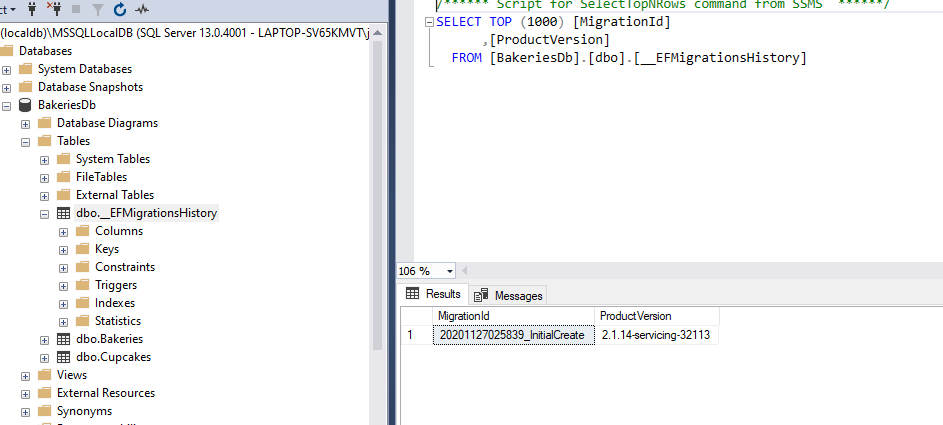 ct
(localdb)\MSSQLLocalDB (SQL Server 13.0.4001 - LAPTOP-SV65KMVT\j
Databases
System Databases
Database Snapshots
BakeriesDb
Database Diagrams
Tables
System Tables
FileTables
External Tables
dbo.__EFMigrationsHistory
Columns
Keys
Constraints
Triggers
Indexes
Statistics
dbo.Bakeries
dbo.Cupcakes
Views
External Resources
Synonyms
/****** Script for SelectTopNRows command from SSMS ******/
SELECT TOP (1000) [MigrationId]
,[ProductVersion]
FROM [BakeriesDb].[dbo].[__EFMigrationsHistory]
106 %
Results Messages
MigrationId ProductVersion
1 20201127025839_InitialCreate 2.1.14-servicing-32113